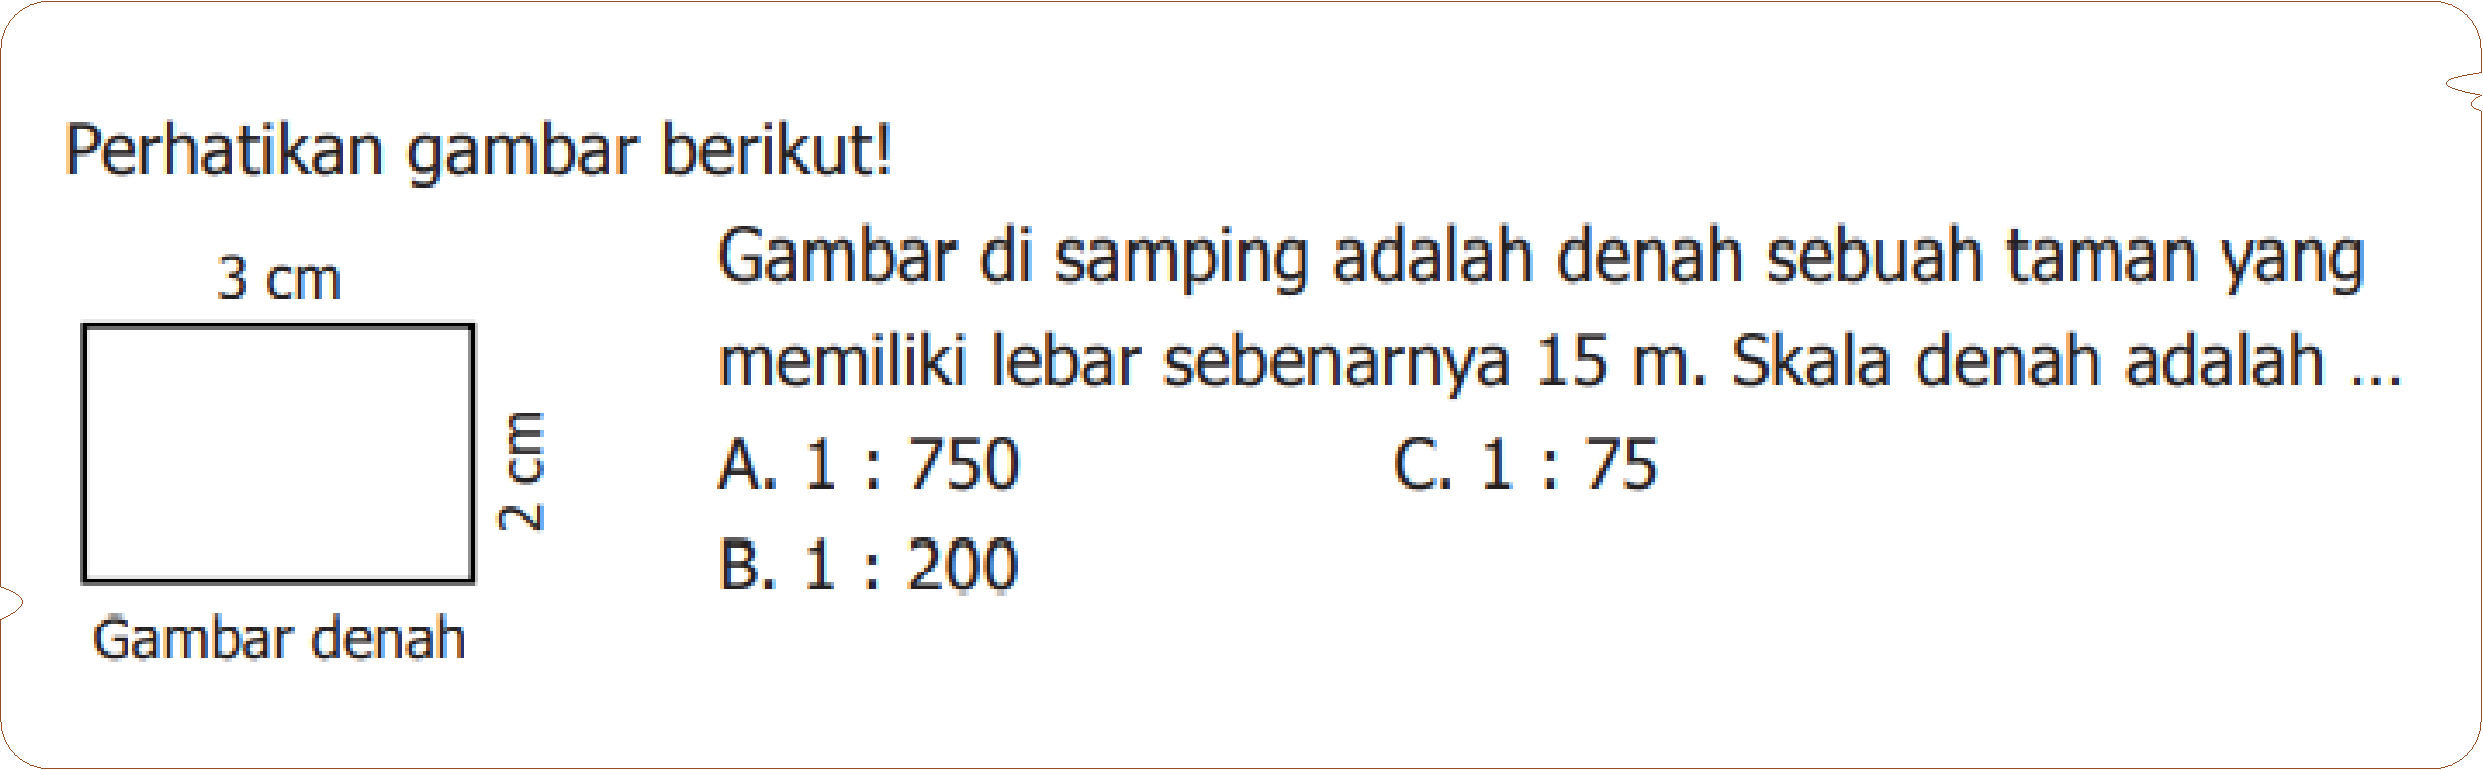 Perhatikan gambar berikut!
3 cm
2 cm
Gambar denah
Gambar di samping adalah denah sebuah taman yang
memiliki lebar sebenarnya 15 m. Skala denah adalah ...
A. 1 : 750 C. 1 : 75
B. 1 : 200